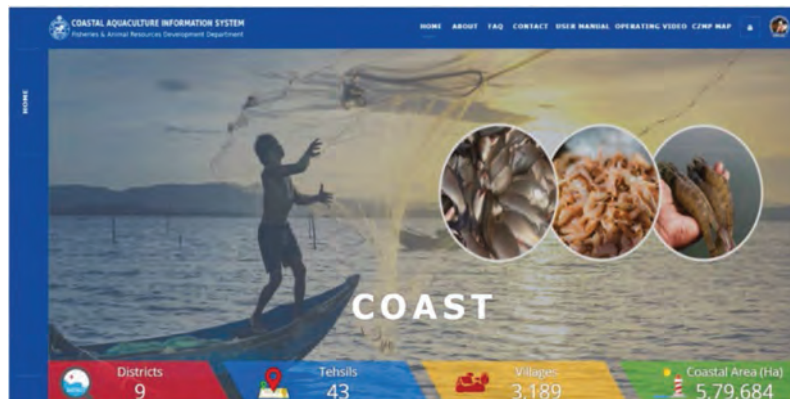 COASTAL AQUACULTURE INFORMATION SYSTEM
Fisheries & Animal Resources Development Department
HOME ABOUT FAQ CONTACT USER MANUAL OPERATING VIDEO CZMP MAP
HOME
COAST
Districts
9
Tehsils
43
Villages
3,189
Coastal Area (Ha)
5,79,684